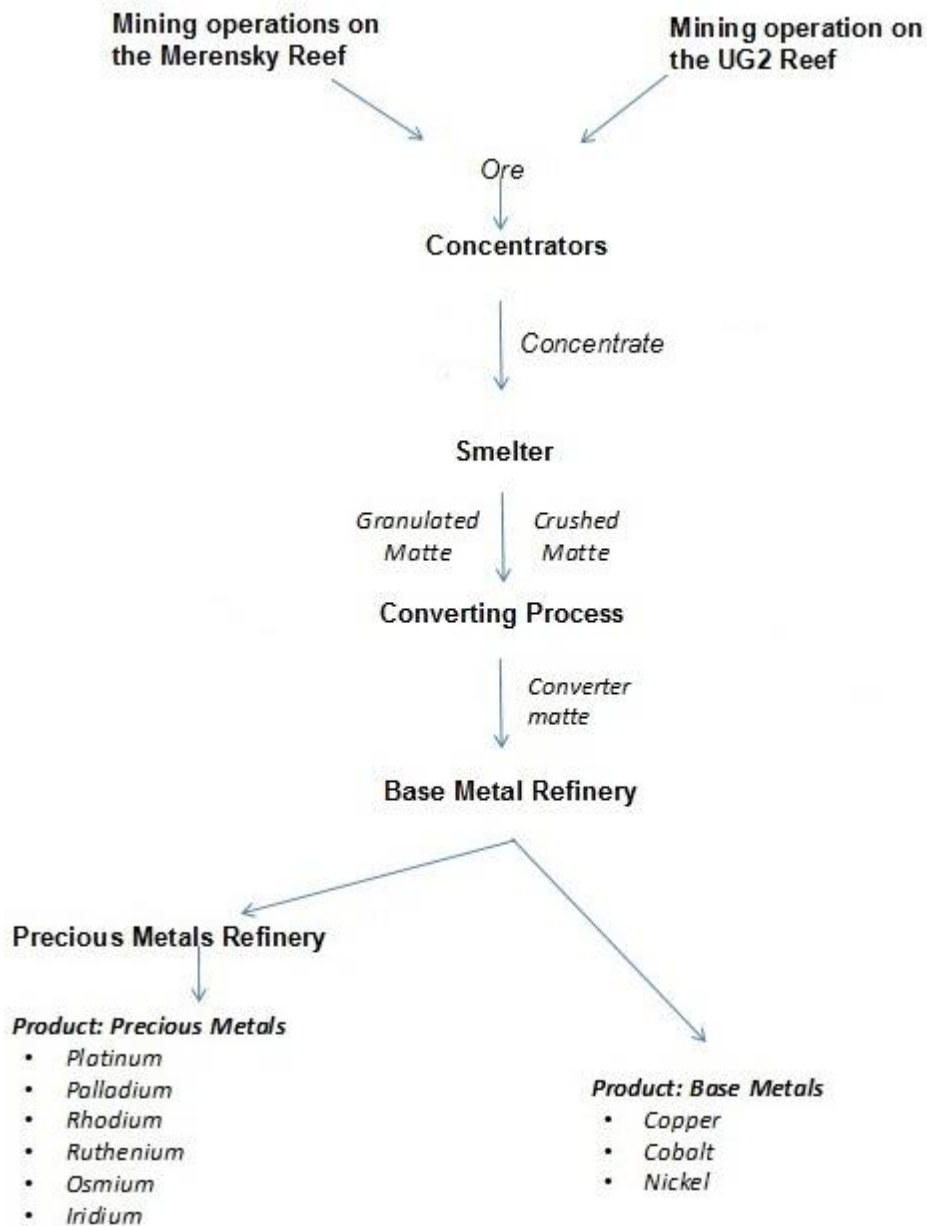 Mining operations on
the Merensky Reef
Mining operation on
the UG2 Reef
Ore
Concentrators
Concentrate
Smelter
Granulated
Matte
Crushed
Matte
Converting Process
Converter
matte
Base Metal Refinery
Precious Metals Refinery
Product: Precious Metals
• Platinum
• Palladium
• Rhodium
• Ruthenium
• Osmium
• Iridium
Product: Base Metals
• Copper
• Cobalt
• Nickel